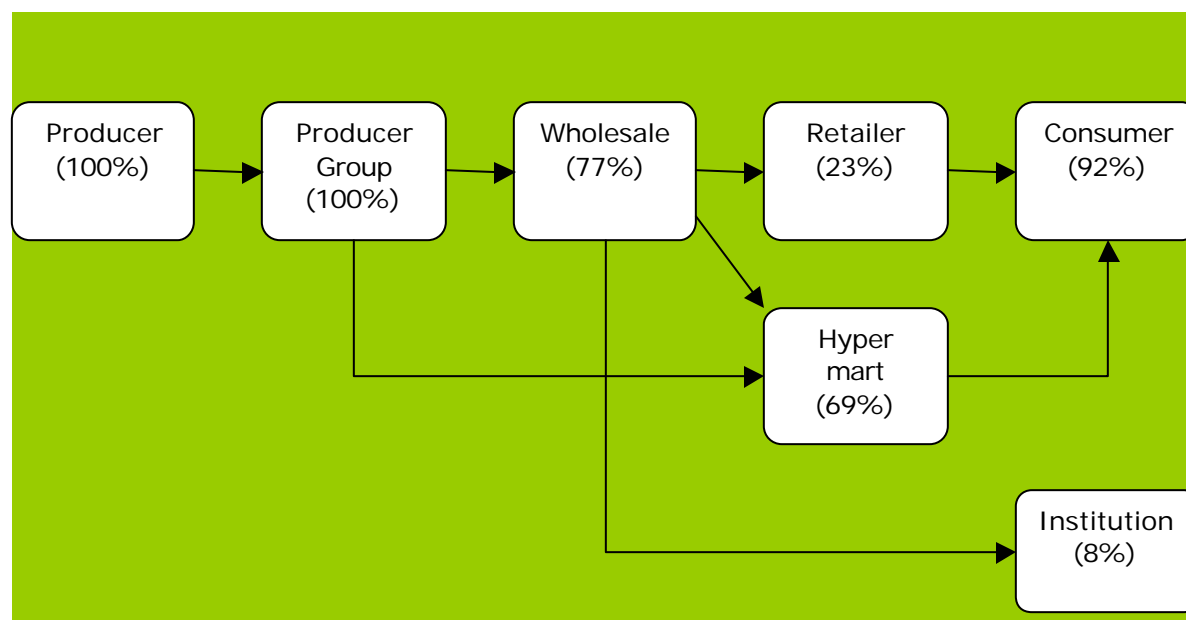 Producer
(100%)
Producer
Group
(100%)
Wholesale
(77%)
Retailer
(23%)
Consumer
(92%)
Hyper
mart
(69%)
Institution
(8%)